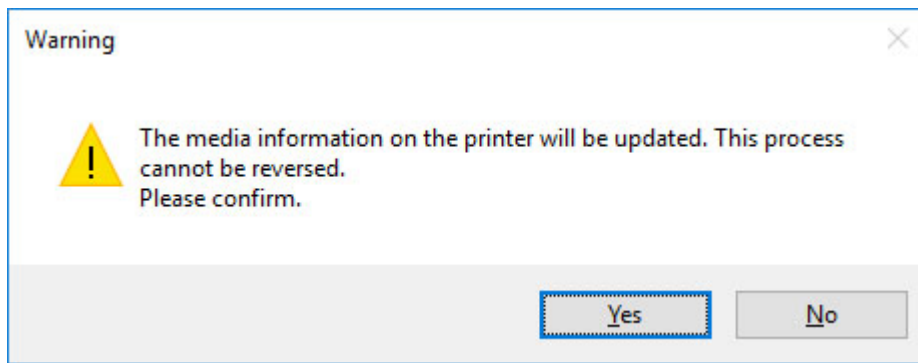 Warning
The media information on the printer will be updated. This process
cannot be reversed.
Please confirm.
Yes
No